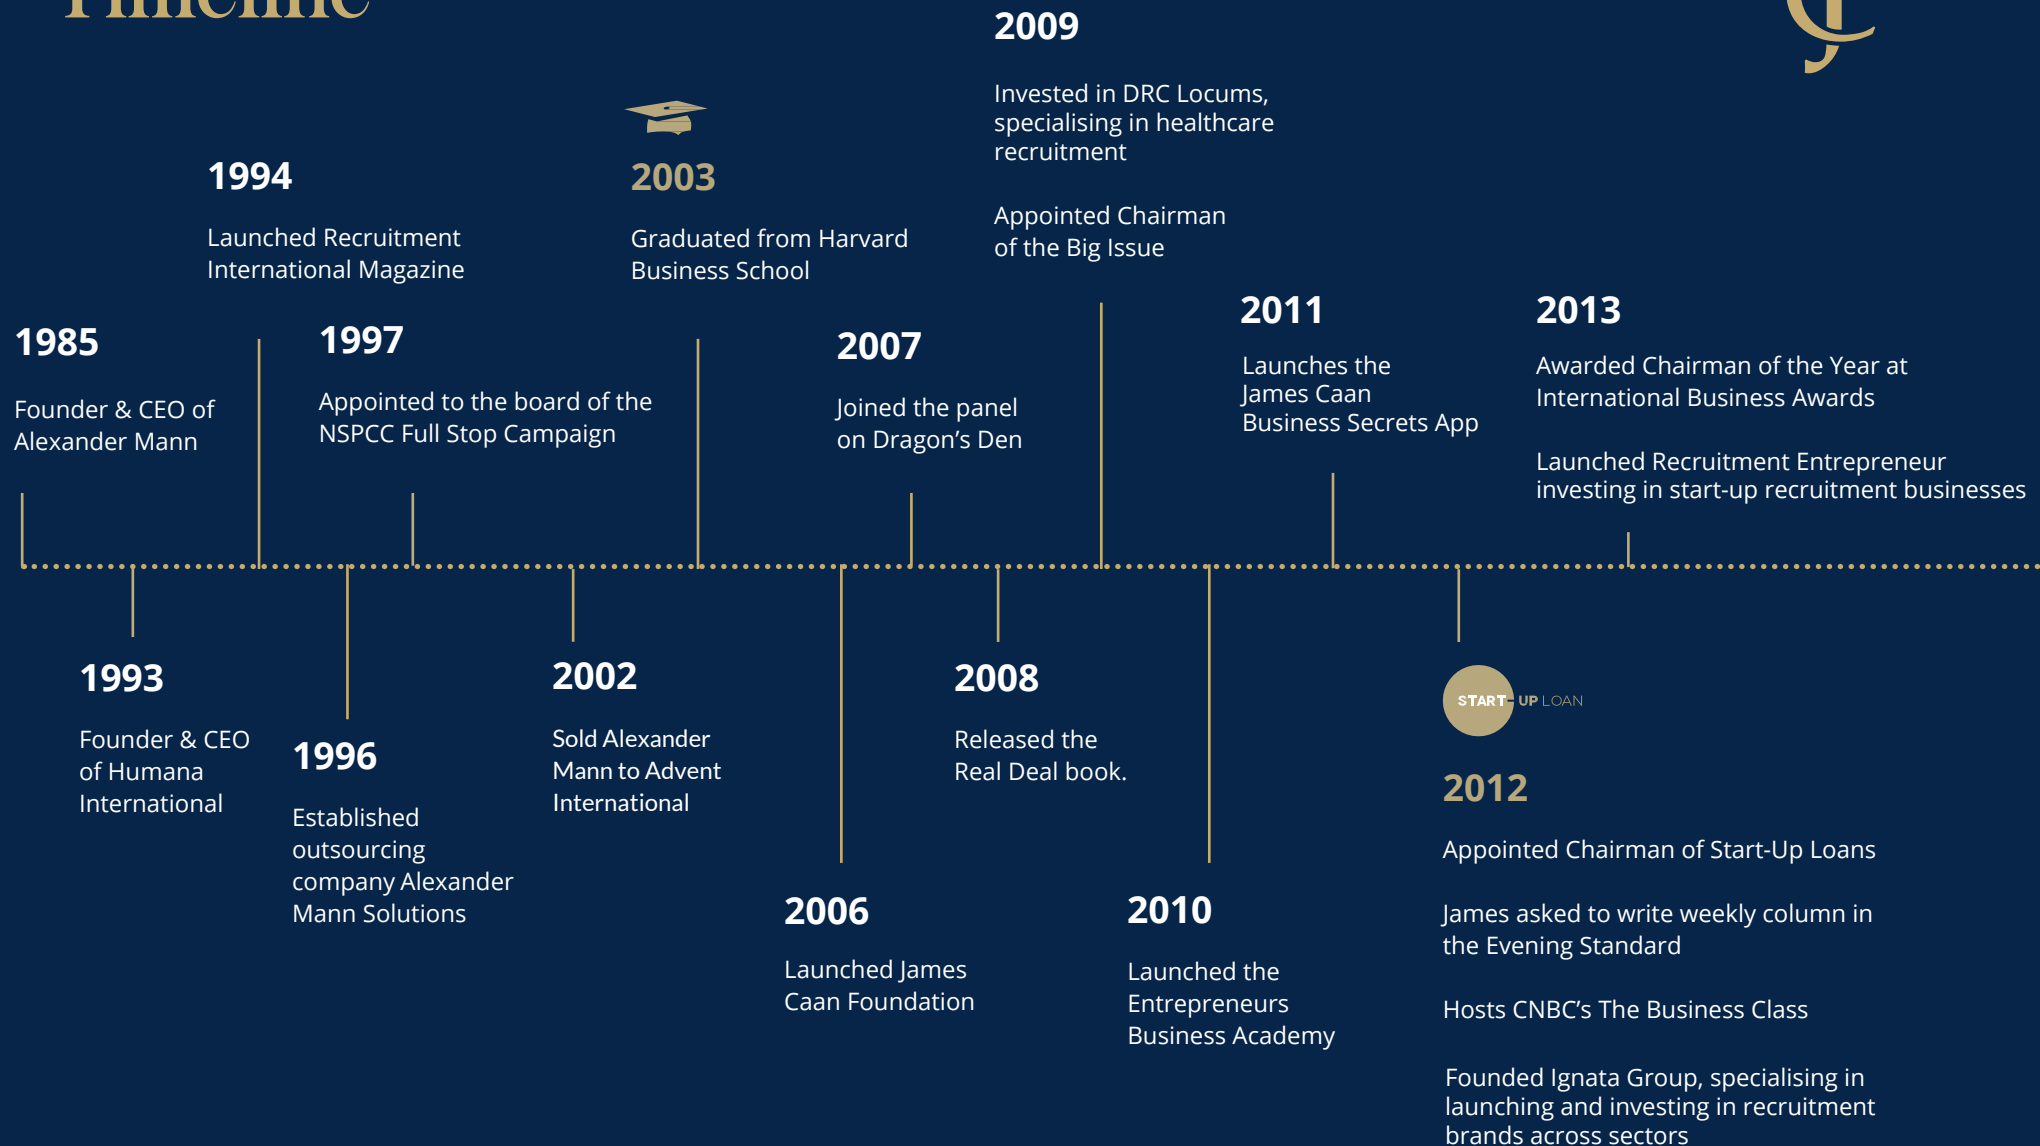 Timeline
2009
Invested in DRC Locums,
specialising in healthcare
recruitment
Appointed Chairman
of the Big Issue
1994
Launched Recruitment
International Magazine
2003
Graduated from Harvard
Business School
1985
Founder & CEO of
Alexander Mann
1997
Appointed to the board of the
NSPCC Full Stop Campaign
2007
Joined the panel
on Dragon’s Den
2011
Launches the
James Caan
Business Secrets App
2013
Awarded Chairman of the Year at
International Business Awards
Launched Recruitment Entrepreneur
investing in start-up recruitment businesses
1993
Founder & CEO
of Humana
International
1996
Established
outsourcing
company Alexander
Mann Solutions
2002
Sold Alexander
Mann to Advent
International
2006
Launched James
Caan Foundation
2008
Released the
Real Deal book.
2010
Launched the
Entrepreneurs
Business Academy
START-UP LOAN
2012
Appointed Chairman of Start-Up Loans
James asked to write weekly column in
the Evening Standard
Hosts CNBC’s The Business Class
Founded Ignata Group, specialising in
launching and investing in recruitment
brands across sectors